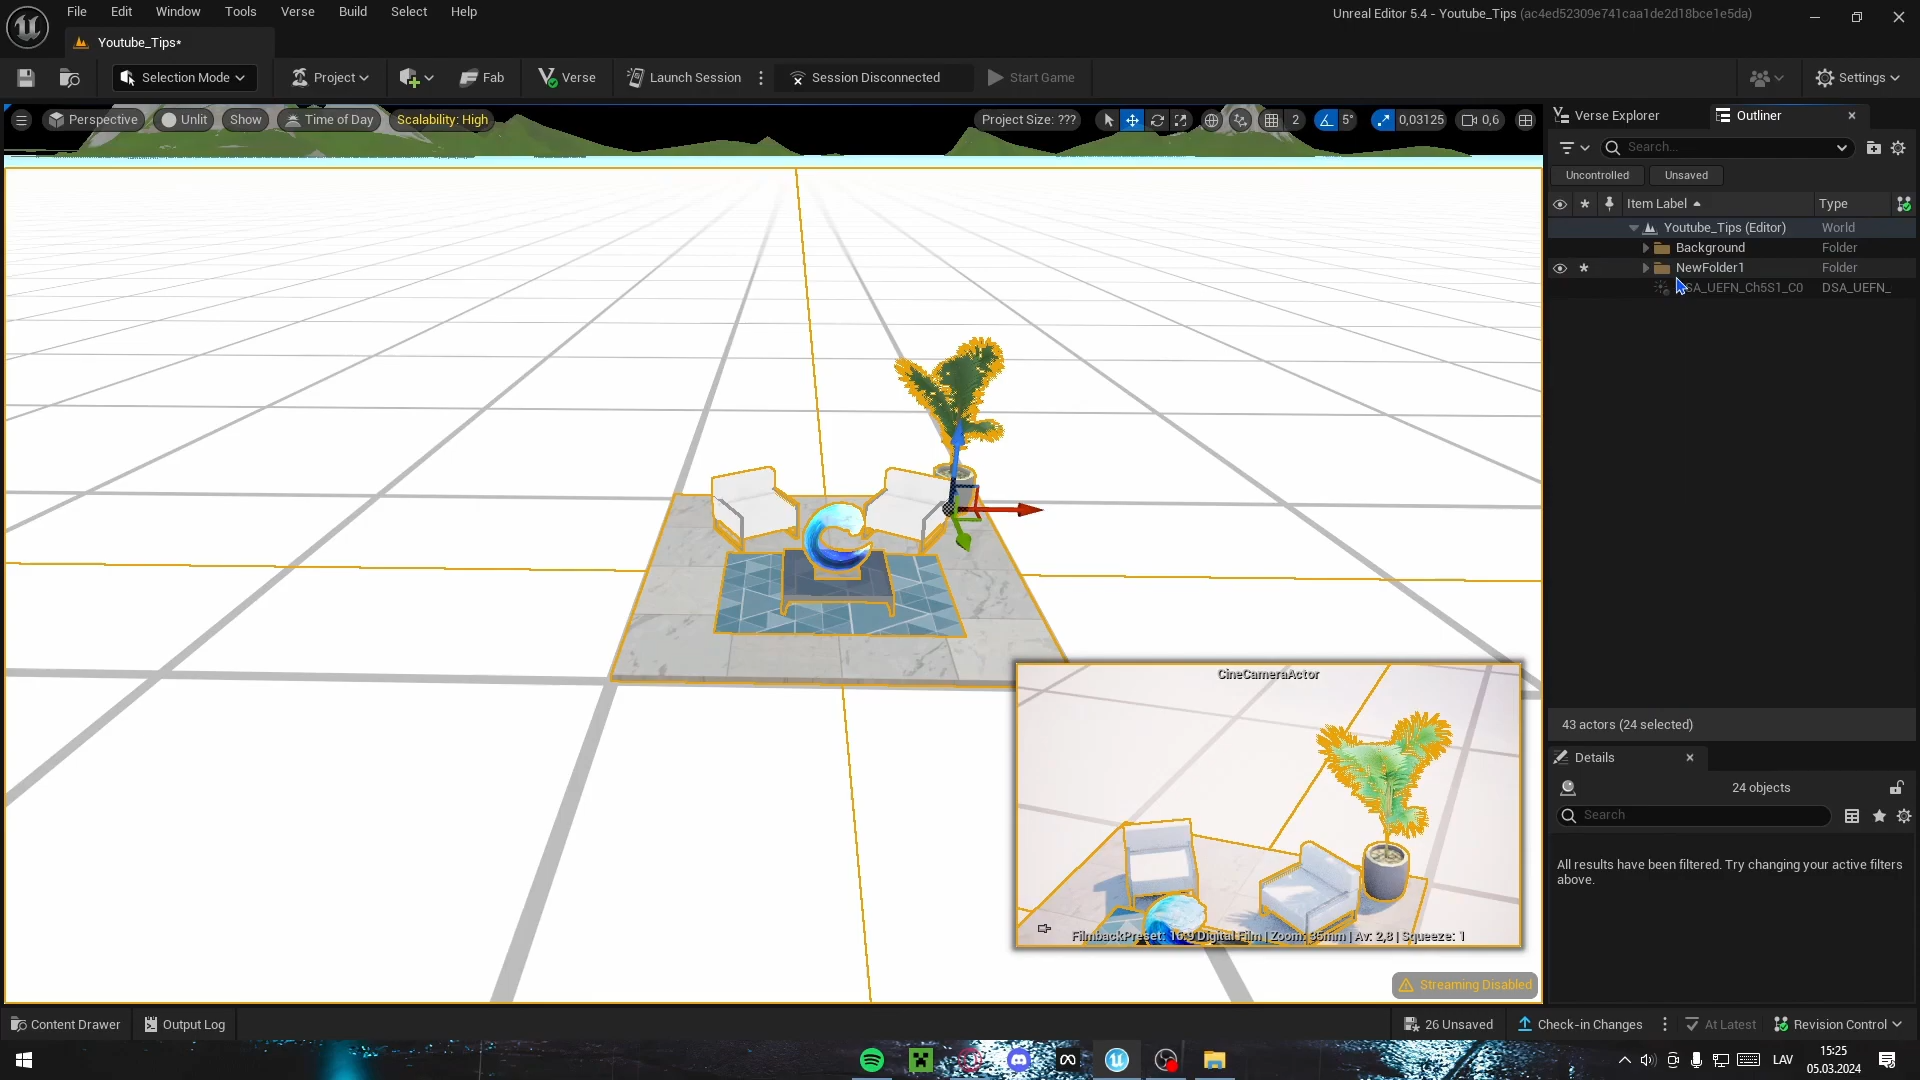 File Edit Window Tools Verse Build Select Help
Unreal Editor 5.4 - Youtube_Tips (ac4ed52309e741caa1de2d18bce1e5da)
Youtube_Tips*
Selection Mode Project Fab Verse Launch Session Session Disconnected Start Game Settings
Perspective Unlit Show Time of Day Scalability: High Project Size: ??? 2 5° 0,03125 0,6
Verse Explorer Outliner
Search...
Uncontrolled Unsaved
Item Label Type
Youtube_Tips (Editor) World
Background Folder
NewFolder1 Folder
SA_UEFN_Ch5S1_C0 DSA_UEFN_
43 actors (24 selected)
Details
24 objects
Search
All results have been filtered. Try changing your active filters
above.
CineCameraActor
FilmbackPreset: 16:9 Digital Film | Zoom: 35mm | Av: 2,8 | Squeeze: 1
Streaming Disabled
Content Drawer Output Log 26 Unsaved Check-in Changes At Latest Revision Control
LAV
15:25
05.03.2024